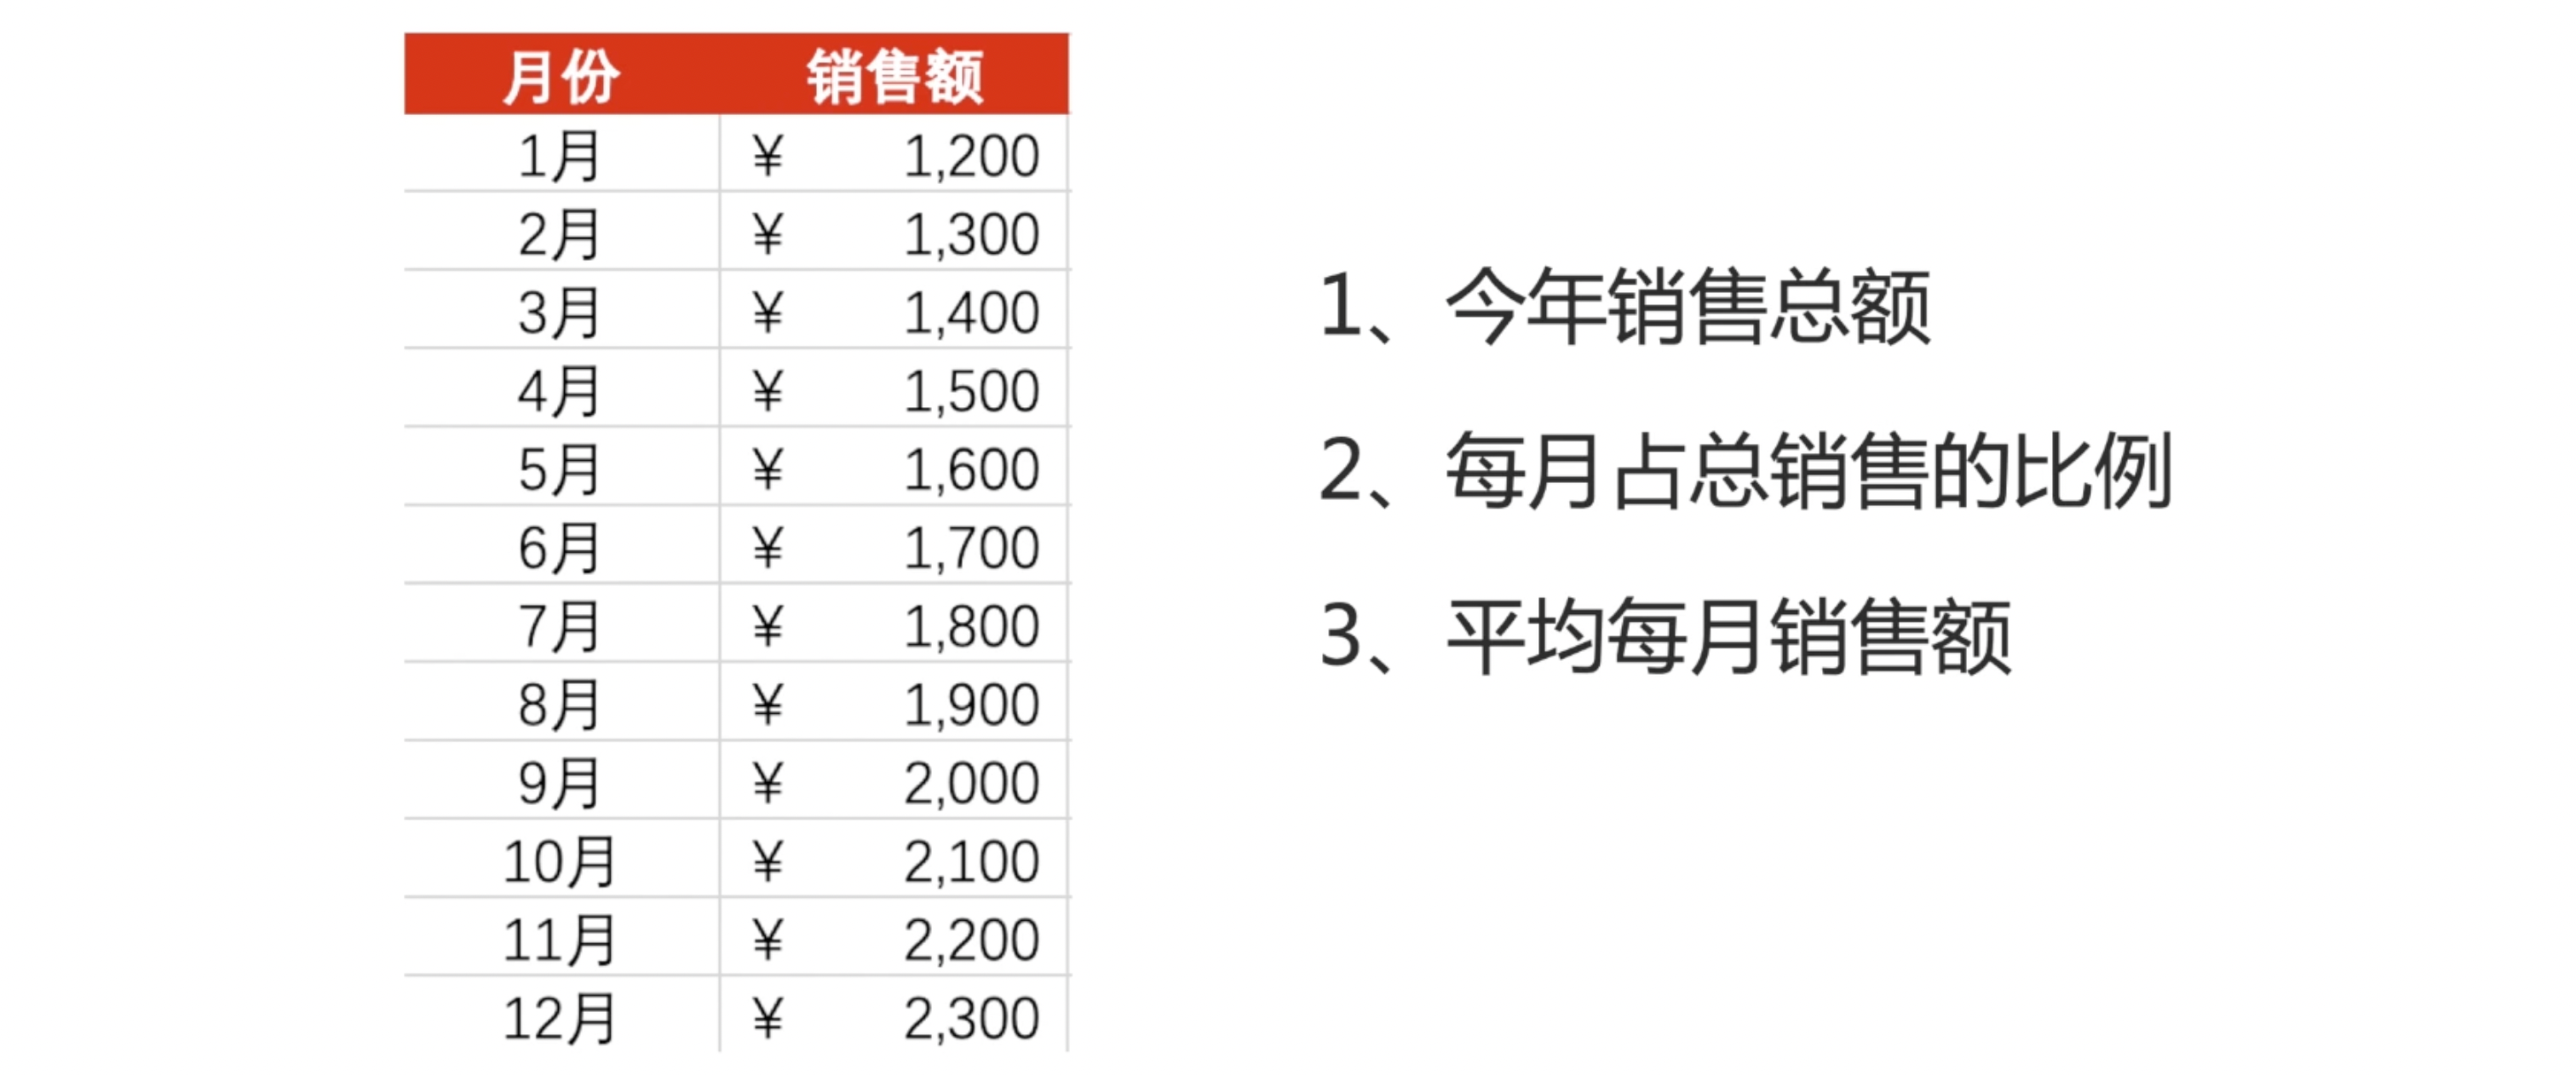 月份 销售额
1月 ¥ 1,200
2月 ¥ 1,300
3月 ¥ 1,400
4月 ¥ 1,500
5月 ¥ 1,600
6月 ¥ 1,700
7月 ¥ 1,800
8月 ¥ 1,900
9月 ¥ 2,000
10月 ¥ 2,100
11月 ¥ 2,200
12月 ¥ 2,300
1、今年销售总额
2、每月占总销售的比例
3、平均每月销售额